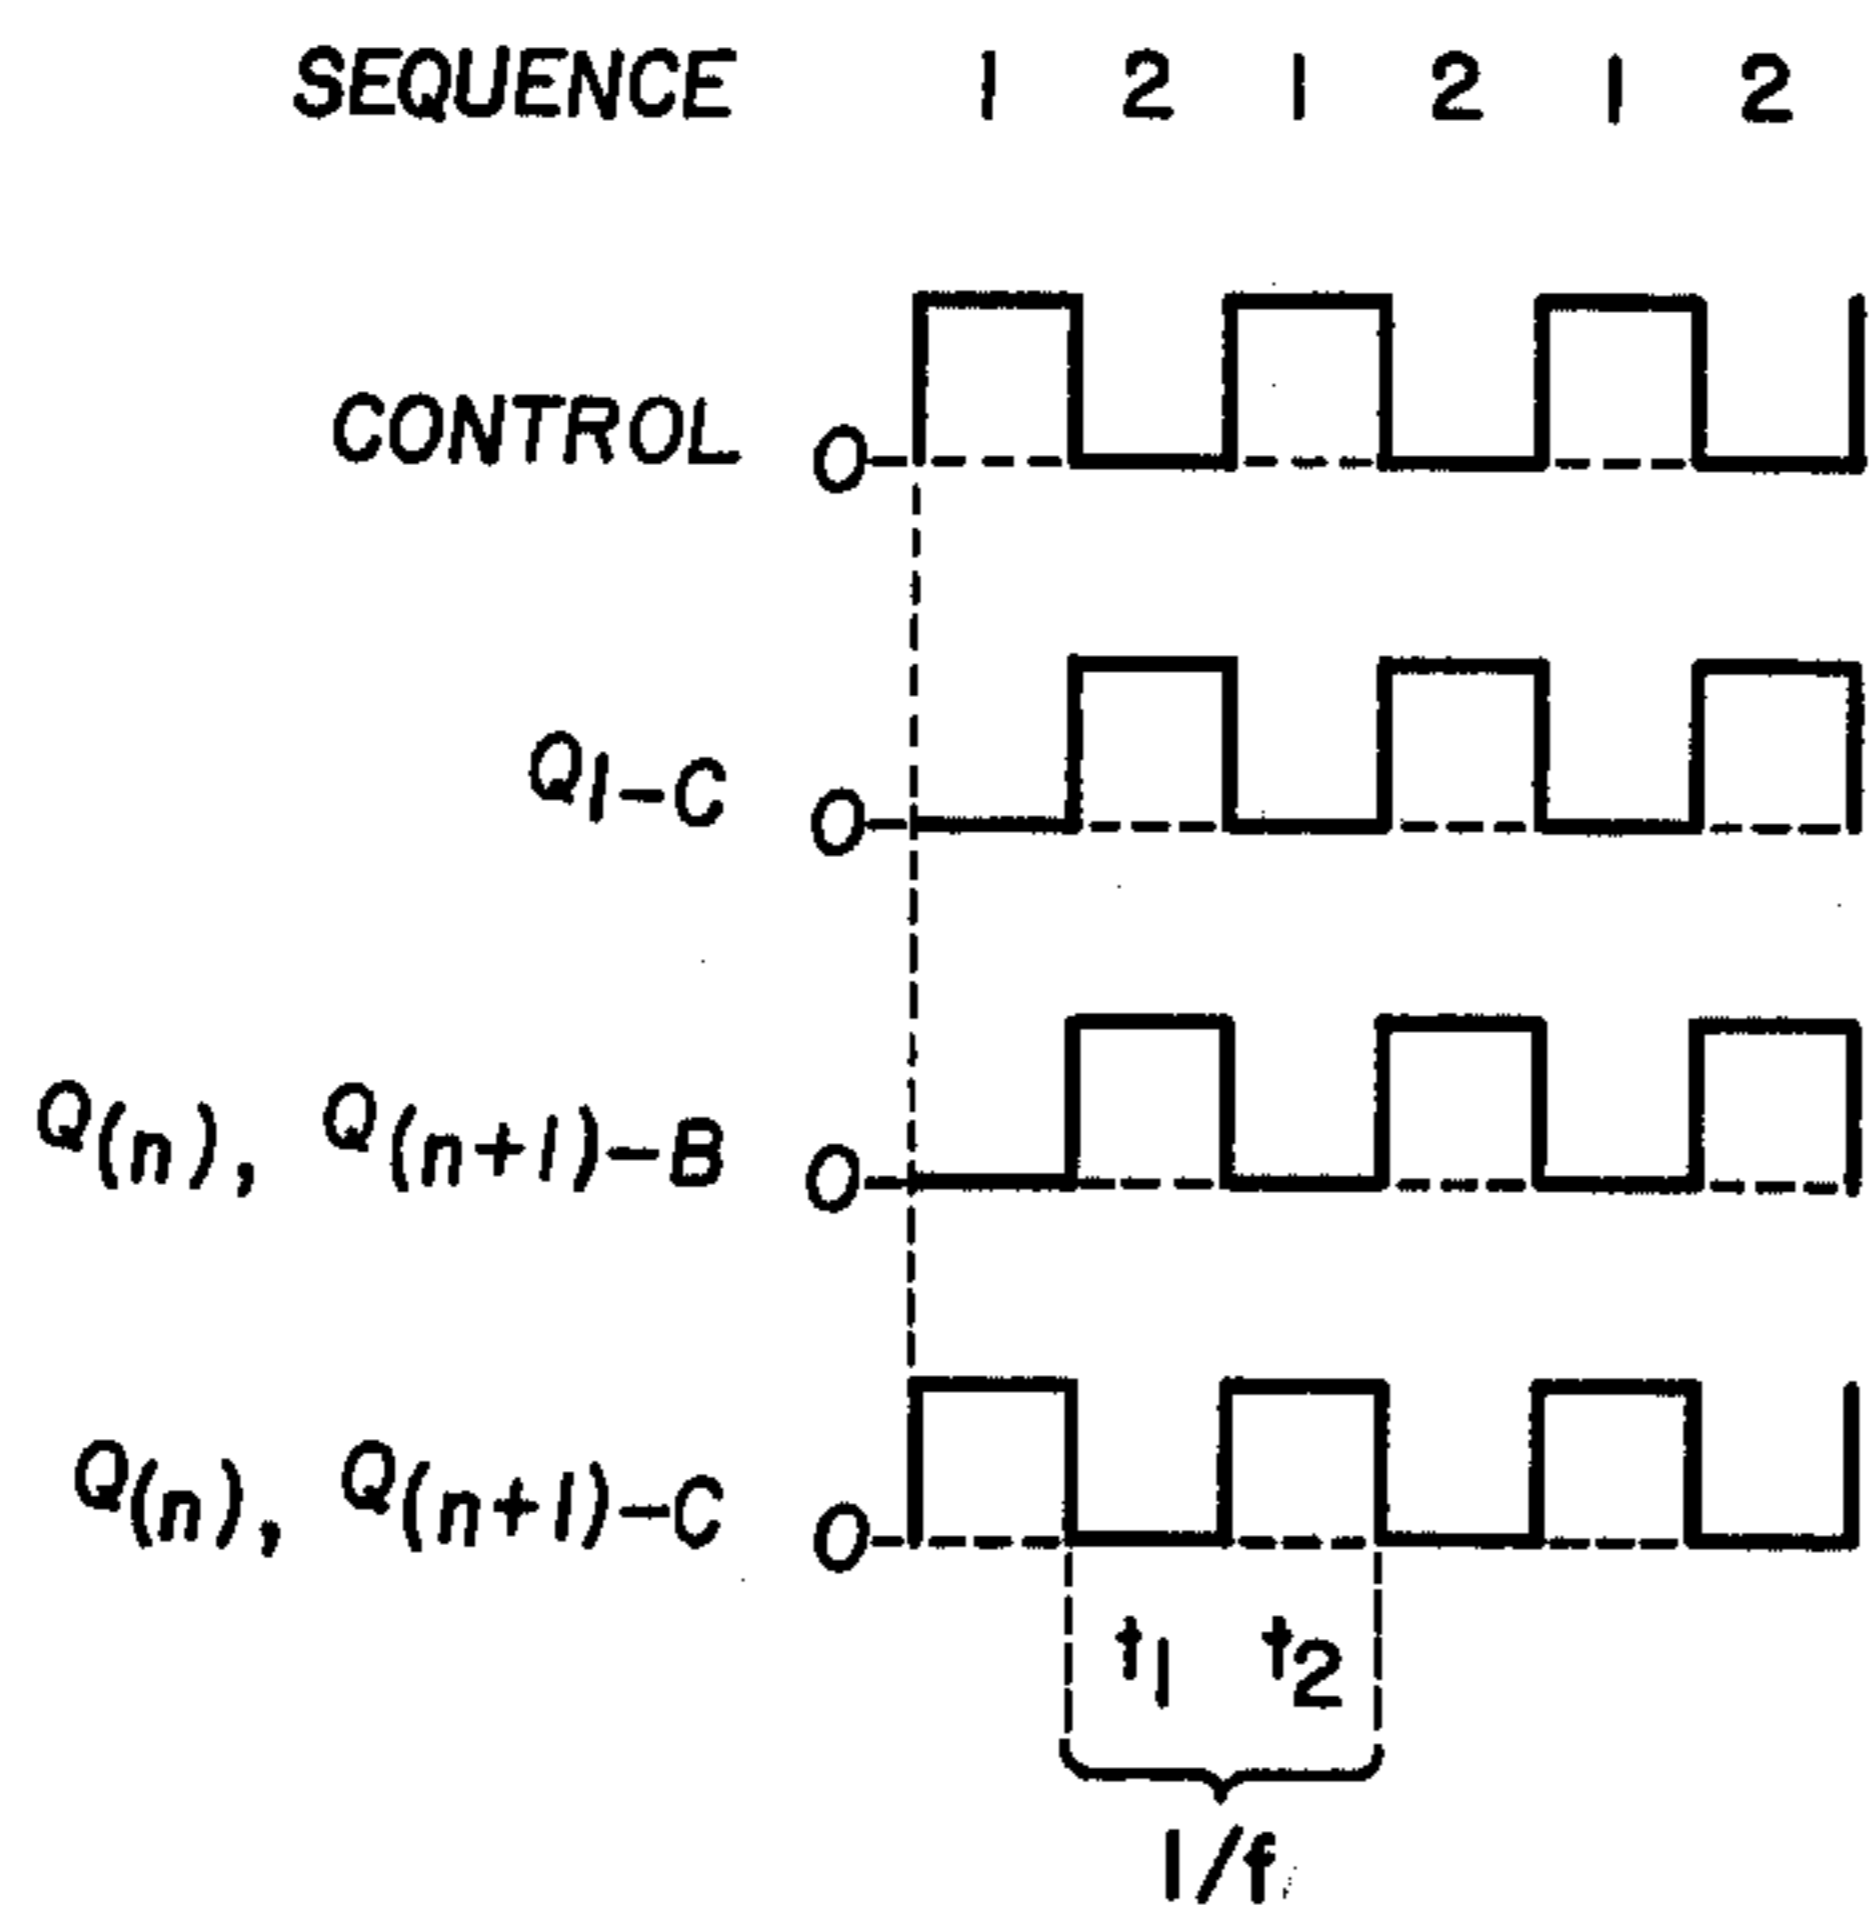 SEQUENCE 1 2 1 2 1 2
CONTROL 0
Q1-C 0
Q(n), Q(n+1)-B 0
Q(n), Q(n+1)-C 0
t1 t2
1/f